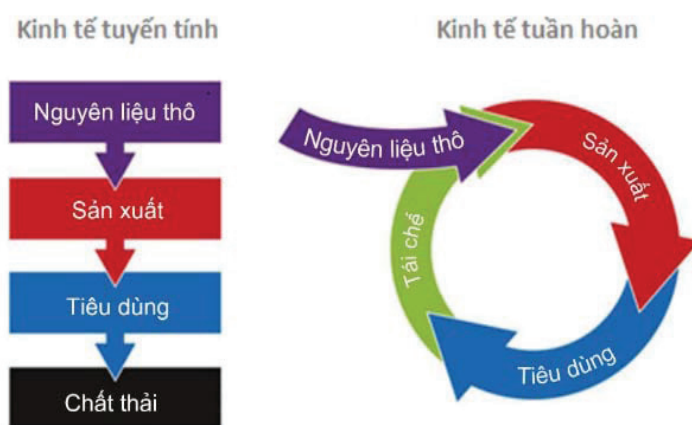 Kinh tế tuyến tính
Nguyên liệu thô
Sản xuất
Tiêu dùng
Chất thải
Kinh tế tuần hoàn
Nguyên liệu thô
Sản xuất
Tiêu dùng
Tái chế